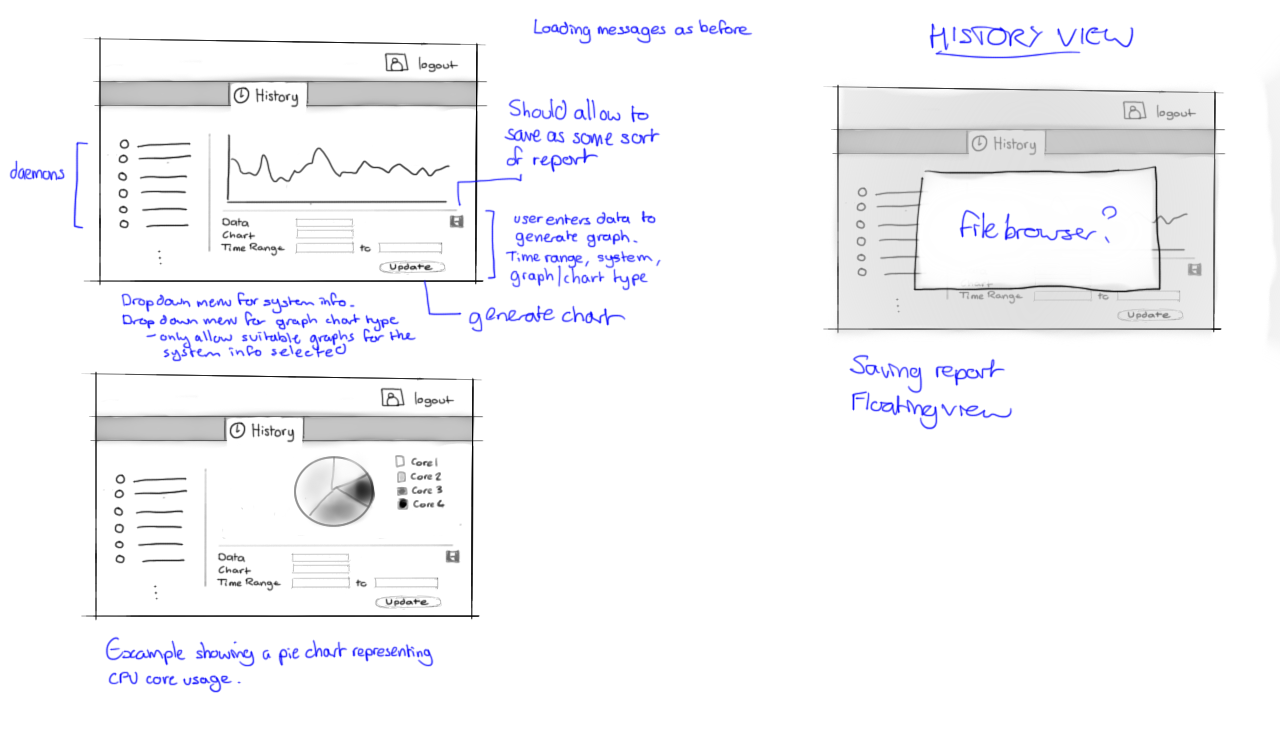 Loading messages as before
HISTORY VIEW
logout
History
daemons
Data
Chart
Time Range to
Update
Should allow to
save as some sort
of report
user enters data to
generate graph.
Time range, system,
graph/chart type
generate chart
Drop down menu for system info.
Drop down menu for graph chart type
- only allow suitable graphs for the
system info selected
logout
History
File browser?
Time Range to
Update
Saving report
Floating view
logout
History
Core 1
Core 2
Core 3
Core 4
Data
Chart
Time Range to
Update
Example showing a pie chart representing
CPU core usage.